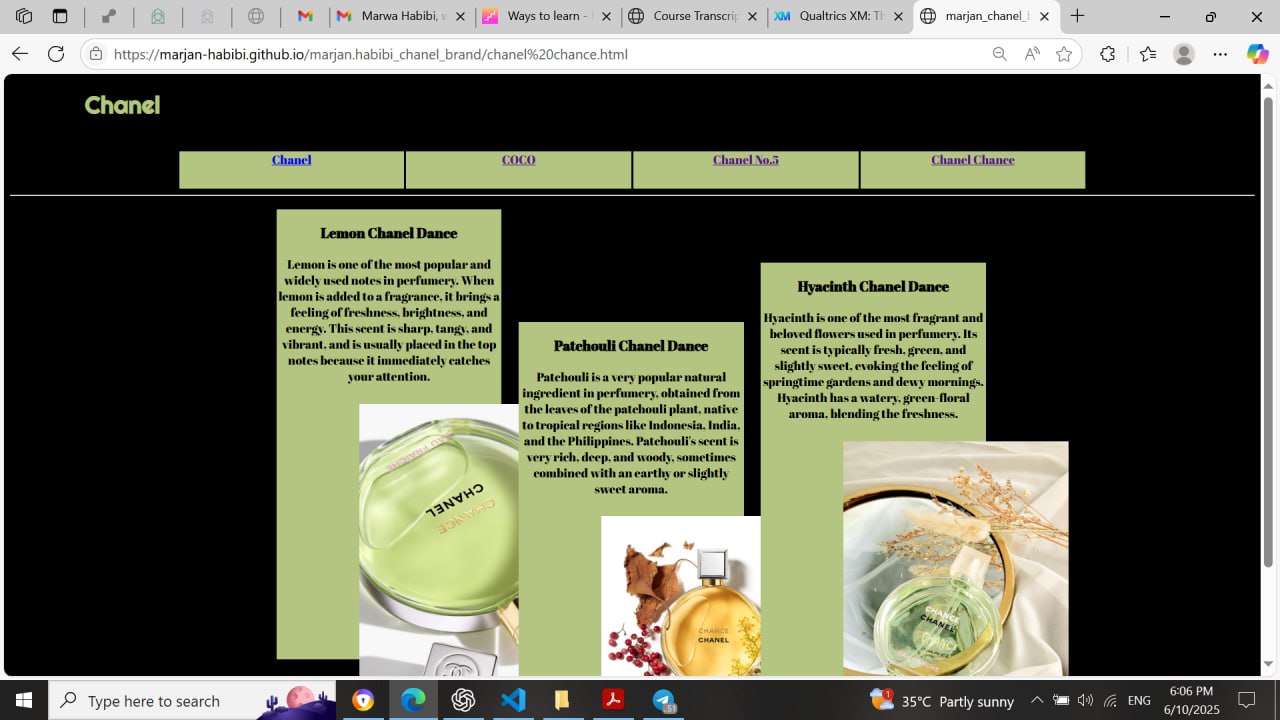 Marwa Habibi, w
Ways to learn -
Course Transcrip
Qualtrics XM: Th
marjan_chanel_b
https://marjan-habibi.github.io/marjan.habibi_chanel_brand/chanel%20chance.html
Chanel
Chanel
COCO
Chanel No.5
Chanel Chance
Lemon Chanel Dance
Lemon is one of the most popular and
widely used notes in perfumery. When
lemon is added to a fragrance, it brings a
feeling of freshness, brightness, and
energy. This scent is sharp, tangy, and
vibrant, and is usually placed in the top
notes because it immediately catches
your attention.
EAU FRAICHE
CHANEL
CHANCE
Patchouli Chanel Dance
Patchouli is a very popular natural
ingredient in perfumery, obtained from
the leaves of the patchouli plant, native
to tropical regions like Indonesia, India,
and the Philippines. Patchouli's scent is
very rich, deep, and woody, sometimes
combined with an earthy or slightly
sweet aroma.
CHANCE
CHANEL
Hyacinth Chanel Dance
Hyacinth is one of the most fragrant and
beloved flowers used in perfumery. Its
scent is typically fresh, green, and
slightly sweet, evoking the feeling of
springtime gardens and dewy mornings.
Hyacinth has a watery, green-floral
aroma, blending the freshness.
CHANCE
CHANEL
Type here to search
51
1
35°C Partly sunny
ENG
6:06 PM
6/10/2025